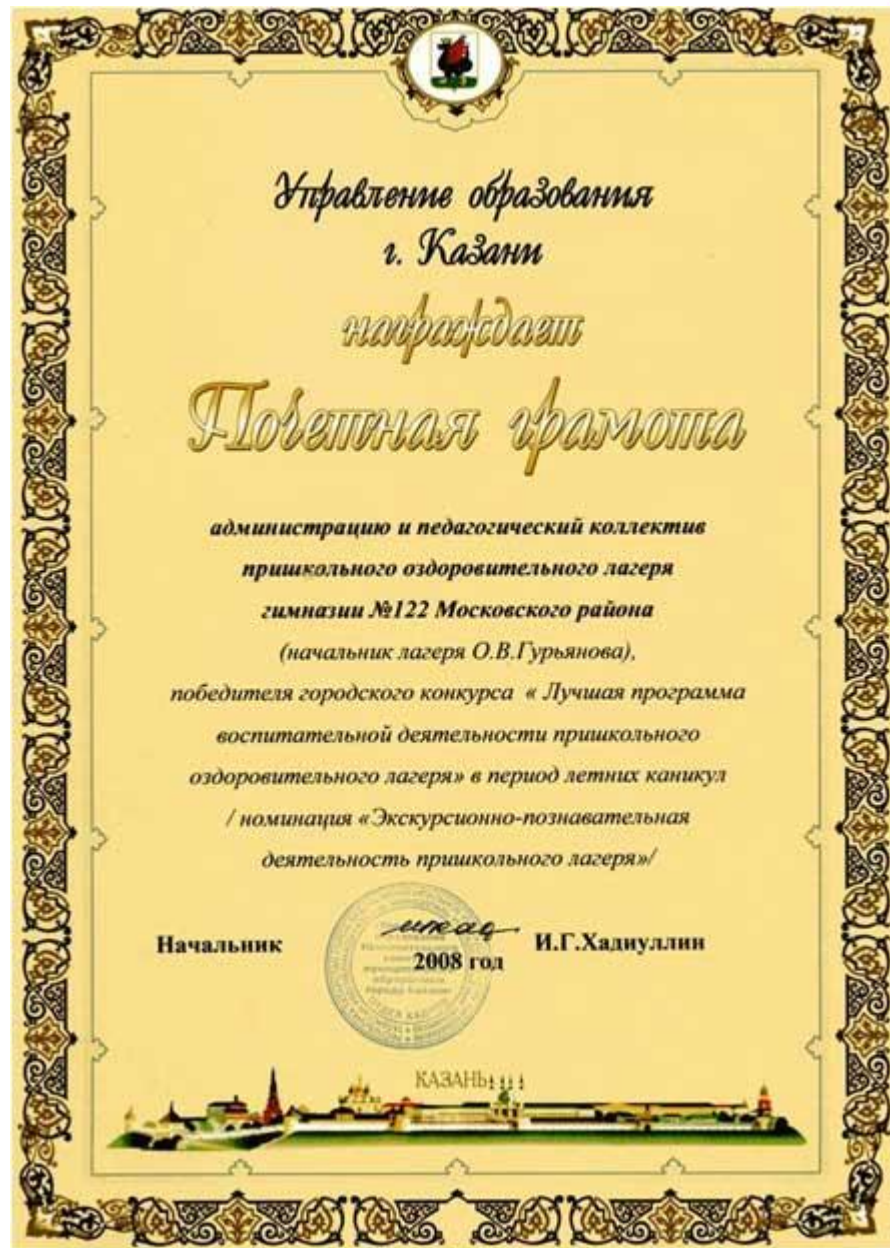 Управление образования
г. Казани
награждает
Почетная грамота
администрацию и педагогический коллектив
пришкольного оздоровительного лагеря
гимназии №122 Московского района
(начальник лагеря О.В.Гурьянова),
победителя городского конкурса « Лучшая программа
воспитательной деятельности пришкольного
оздоровительного лагеря» в период летних каникул
/ номинация «Экскурсионно-познавательная
деятельность пришкольного лагеря»/
Начальник И.Г.Хадиуллин
2008 год
КАЗАНЬ